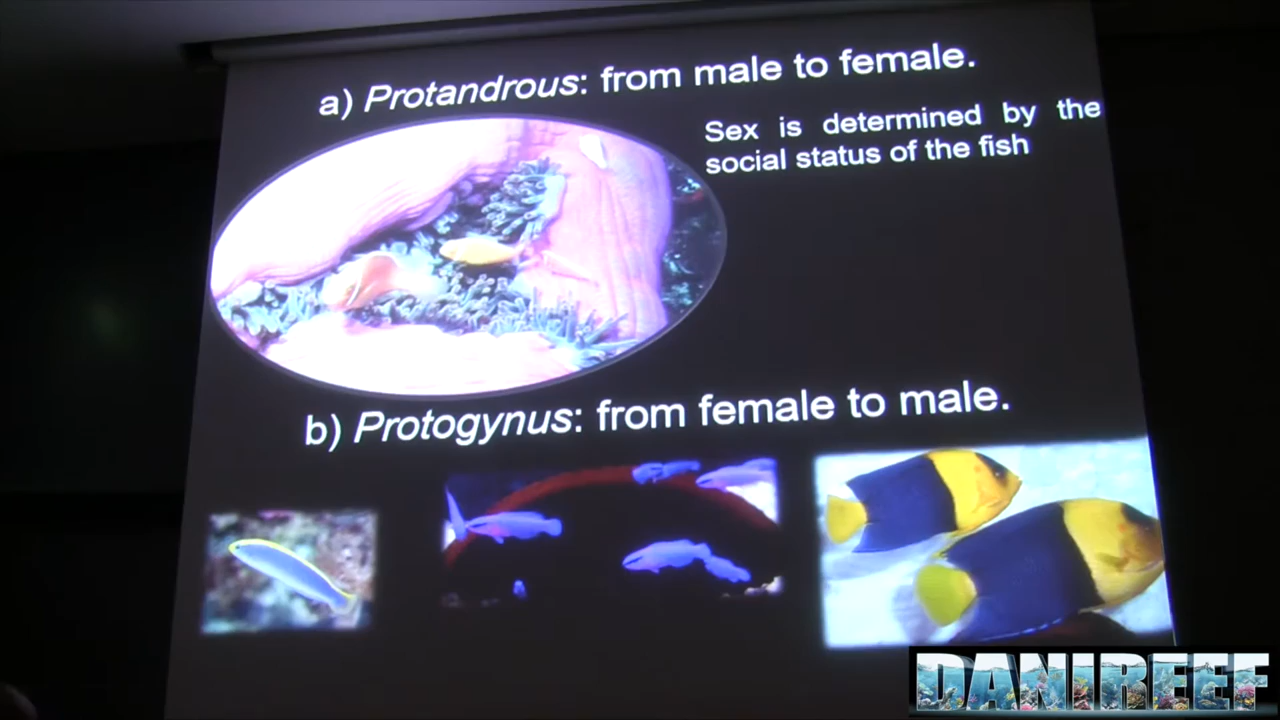 a) Protandrous: from male to female.
Sex is determined by the
social status of the fish
b) Protogynus: from female to male.
DANIREEF